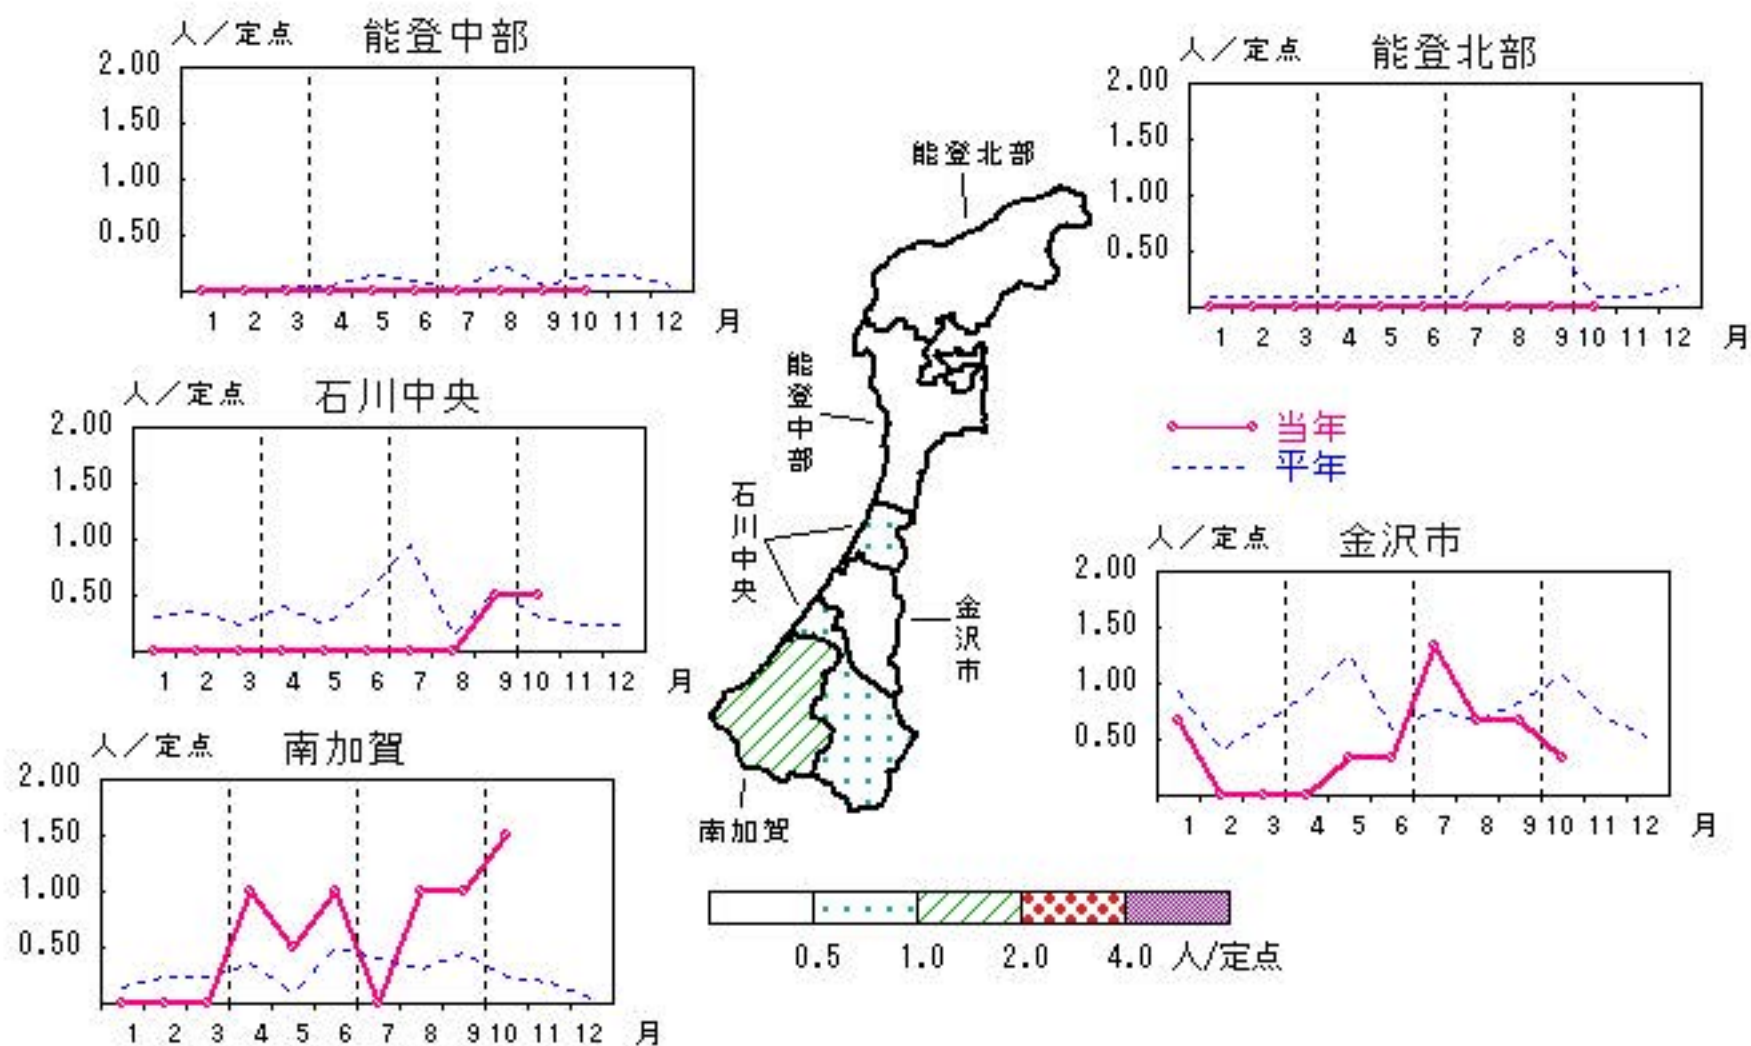 人／定点 能登中部
2.00
1.50
1.00
0.50
1 2 3 4 5 6 7 8 9 10 11 12 月
人／定点 能登北部
2.00
1.50
1.00
0.50
1 2 3 4 5 6 7 8 9 10 11 12 月
能登北部
能登中部
石川中央
金沢市
南加賀
人／定点 石川中央
2.00
1.50
1.00
0.50
1 2 3 4 5 6 7 8 9 10 11 12 月
当年
平年
人／定点 金沢市
2.00
1.50
1.00
0.50
1 2 3 4 5 6 7 8 9 10 11 12 月
人／定点 南加賀
2.00
1.50
1.00
0.50
1 2 3 4 5 6 7 8 9 10 11 12 月
0.5 1.0 2.0 4.0 人/定点